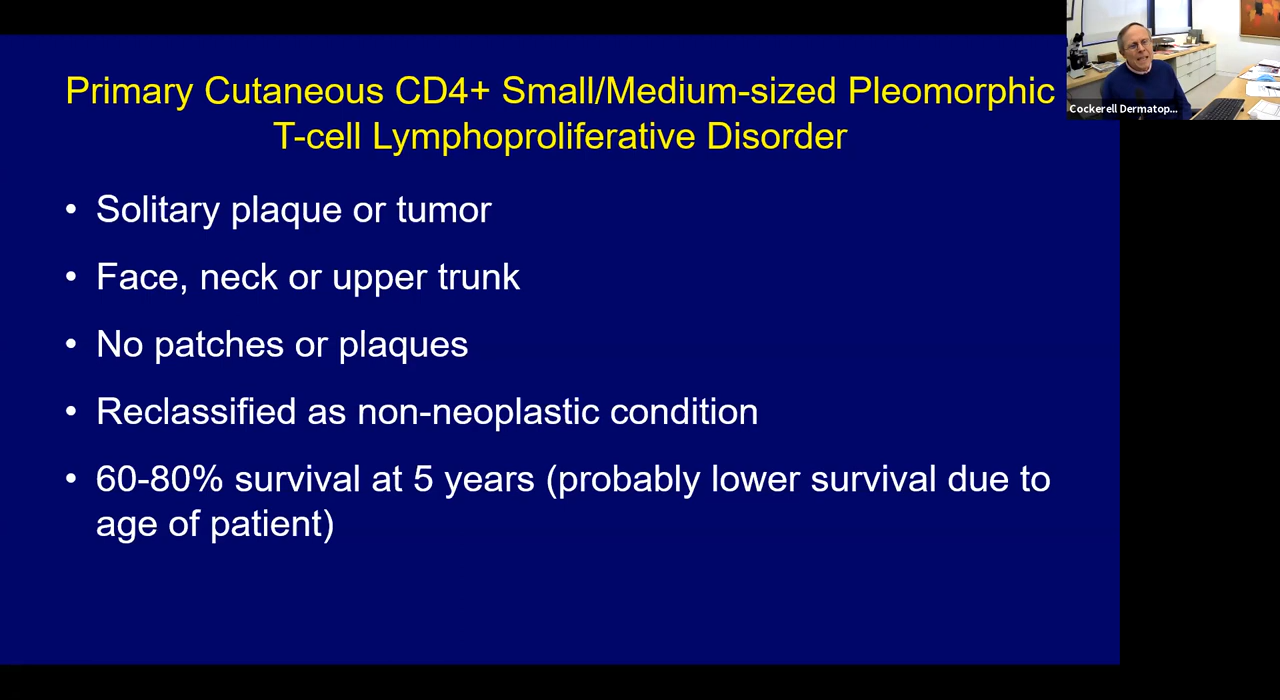 Primary Cutaneous CD4+ Small/Medium-sized Pleomorphic
T-cell Lymphoproliferative Disorder
• Solitary plaque or tumor
• Face, neck or upper trunk
• No patches or plaques
• Reclassified as non-neoplastic condition
• 60-80% survival at 5 years (probably lower survival due to
age of patient)
Cockerell Dermatop...